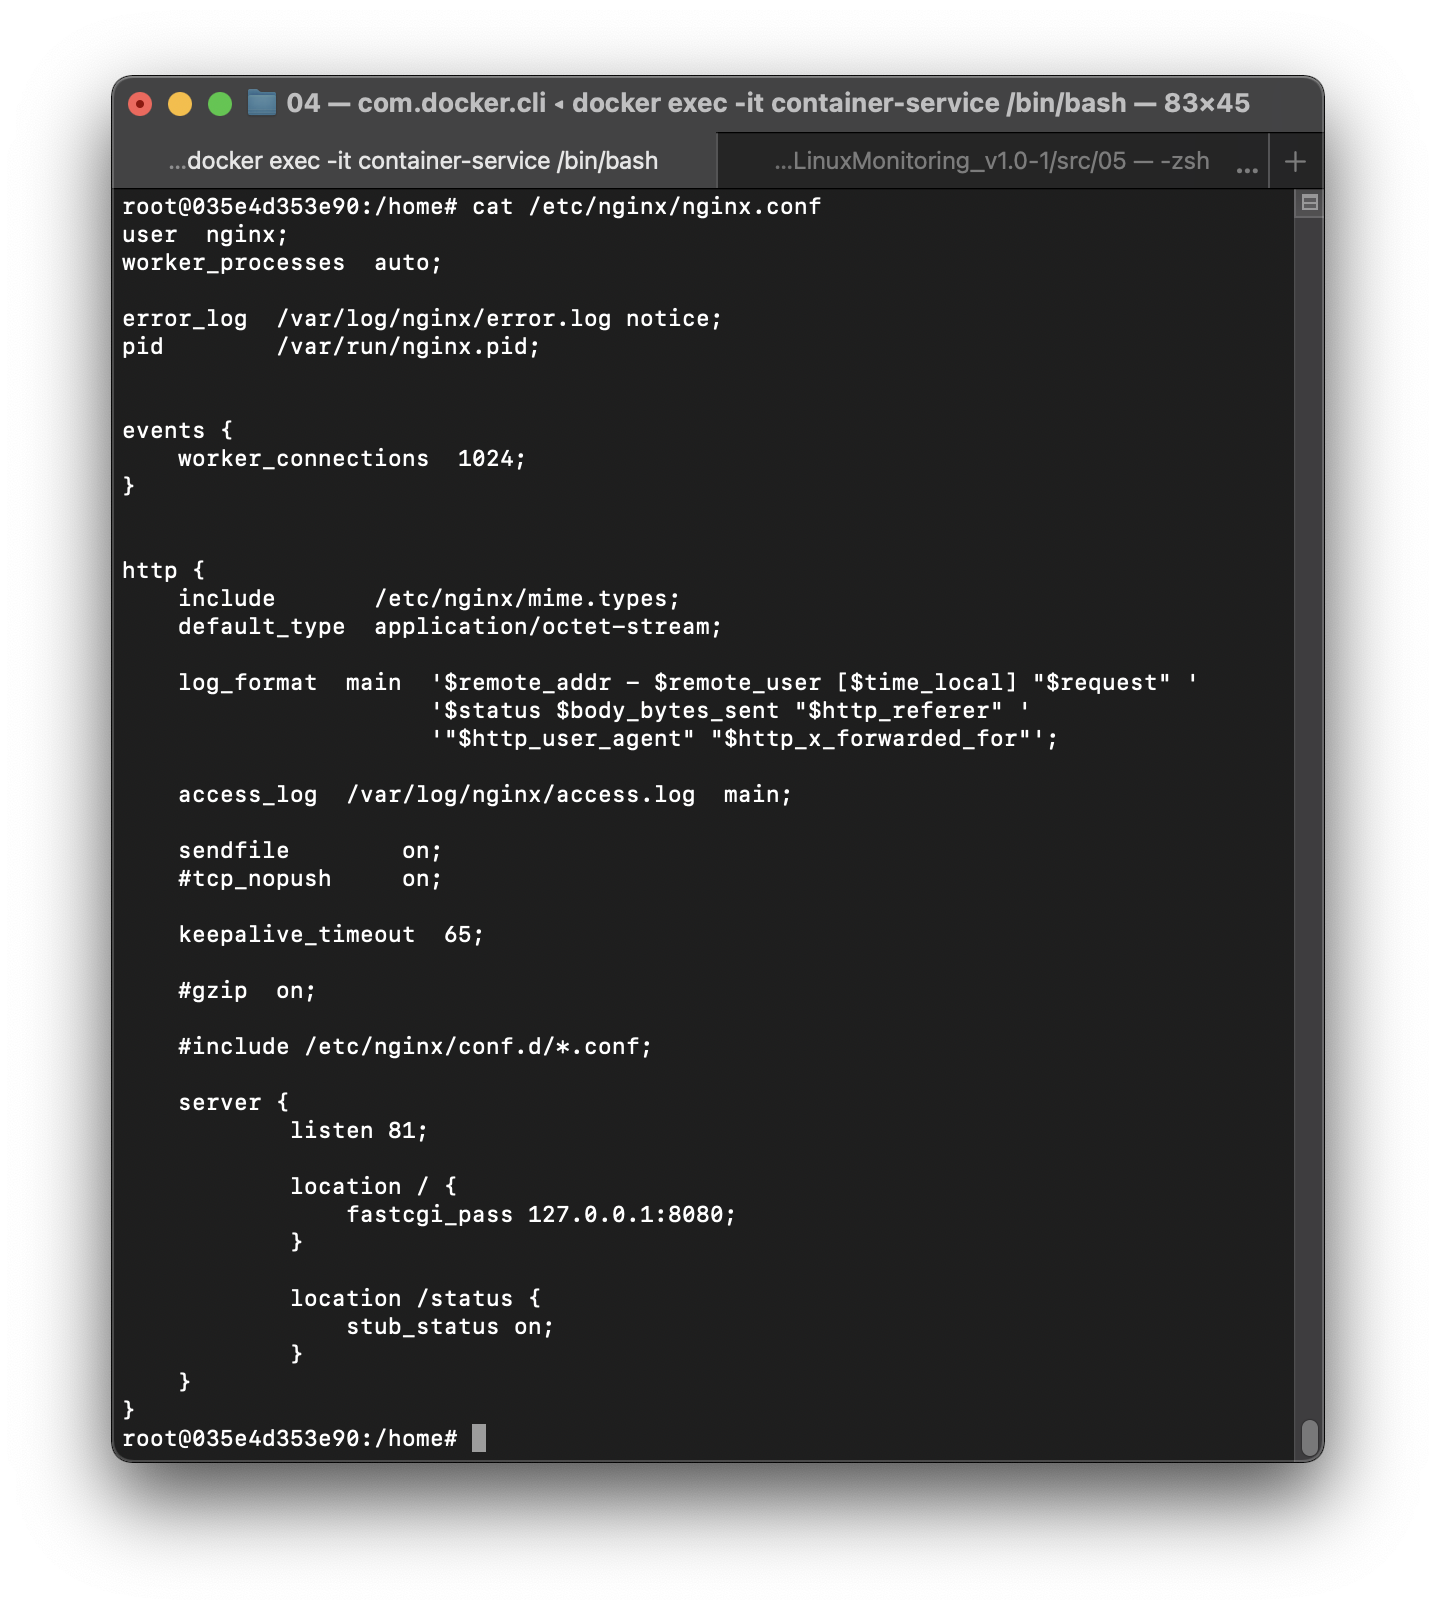 04 — com.docker.cli ◂ docker exec -it container-service /bin/bash — 83×45
...docker exec -it container-service /bin/bash
...LinuxMonitoring_v1.0-1/src/05 — -zsh ...
root@035e4d353e90:/home# cat /etc/nginx/nginx.conf
user  nginx;
worker_processes  auto;

error_log  /var/log/nginx/error.log notice;
pid        /var/run/nginx.pid;


events {
    worker_connections  1024;
}


http {
    include       /etc/nginx/mime.types;
    default_type  application/octet-stream;

    log_format  main  '$remote_addr - $remote_user [$time_local] "$request" '
                      '$status $body_bytes_sent "$http_referer" '
                      '"$http_user_agent" "$http_x_forwarded_for"';

    access_log  /var/log/nginx/access.log  main;

    sendfile        on;
    #tcp_nopush     on;

    keepalive_timeout  65;

    #gzip  on;

    #include /etc/nginx/conf.d/*.conf;

    server {
            listen 81;

            location / {
                fastcgi_pass 127.0.0.1:8080;
            }

            location /status {
                stub_status on;
            }
    }
}
root@035e4d353e90:/home#